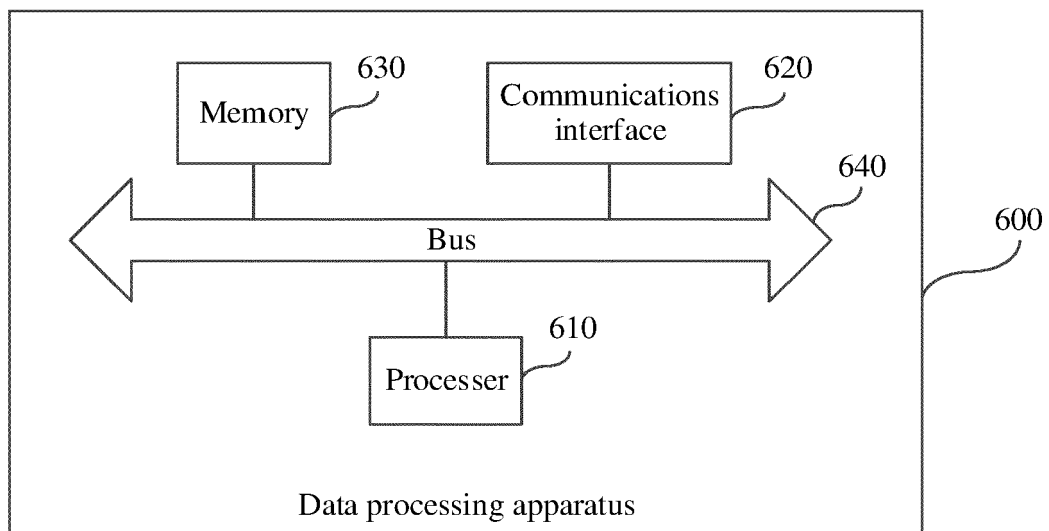 630
Memory
620
Communications
interface
640
Bus
600
610
Processer
Data processing apparatus